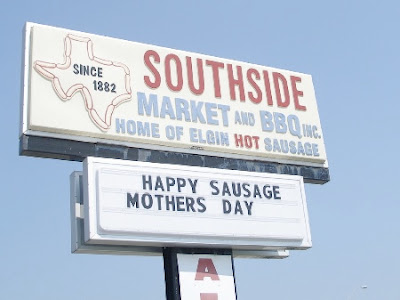 SINCE
1882
SOUTHSIDE
MARKET AND BBQ INC.
HOME OF ELGIN HOT SAUSAGE
HAPPY SAUSAGE
MOTHERS DAY
A